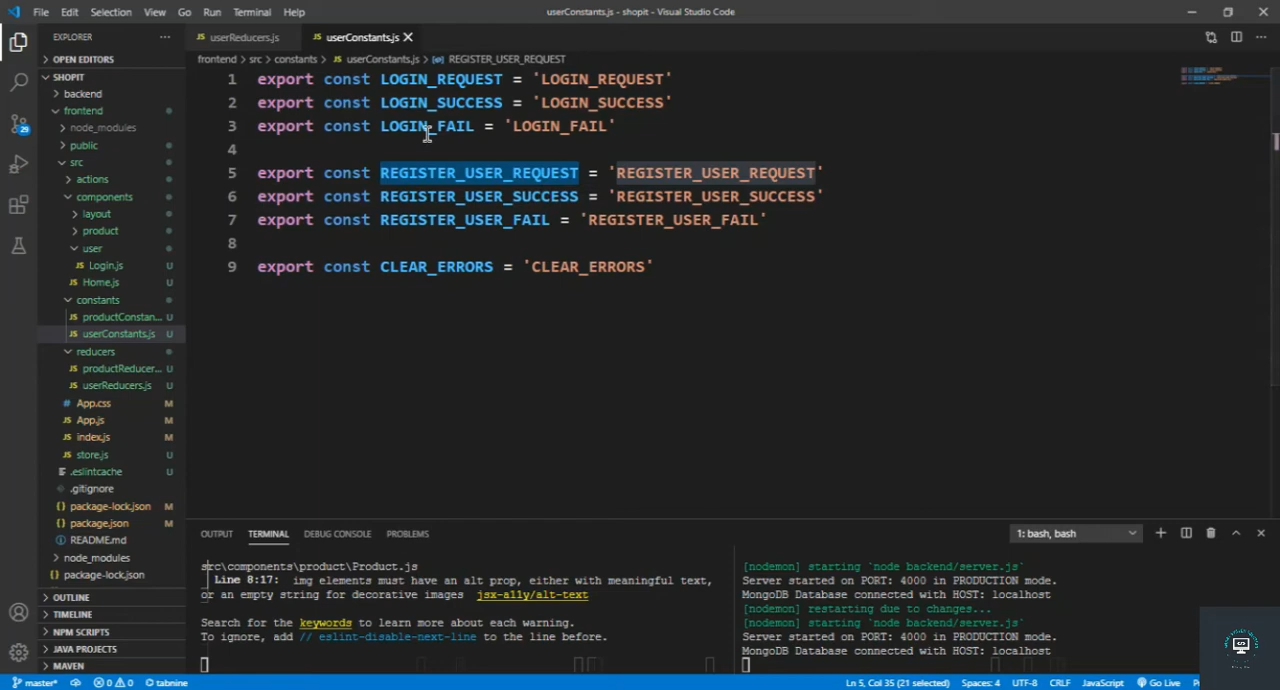 File Edit Selection View Go Run Terminal Help
userConstants.js - shopit - Visual Studio Code
EXPLORER
OPEN EDITORS
SHOPIT
backend
frontend
node_modules
public
src
actions
components
layout
product
user
Login.js U
Home.js U
constants
productConstan... U
userConstants.js U
reducers
productReducer... U
userReducers.js U
App.css M
App.js M
index.js M
store.js U
.eslintcache U
.gitignore
package-lock.json M
package.json M
README.md
node_modules
package-lock.json
OUTLINE
TIMELINE
NPM SCRIPTS
JAVA PROJECTS
MAVEN
29
userReducers.js userConstants.js
frontend > src > constants > userConstants.js > REGISTER_USER_REQUEST
1 export const LOGIN_REQUEST = 'LOGIN_REQUEST'
2 export const LOGIN_SUCCESS = 'LOGIN_SUCCESS'
3 export const LOGIN_FAIL = 'LOGIN_FAIL'
4
5 export const REGISTER_USER_REQUEST = 'REGISTER_USER_REQUEST'
6 export const REGISTER_USER_SUCCESS = 'REGISTER_USER_SUCCESS'
7 export const REGISTER_USER_FAIL = 'REGISTER_USER_FAIL'
8
9 export const CLEAR_ERRORS = 'CLEAR_ERRORS'
OUTPUT TERMINAL DEBUG CONSOLE PROBLEMS
1: bash, bash
src\components\product\Product.js
Line 8:17: img elements must have an alt prop, either with meaningful text,
or an empty string for decorative images jsx-a11y/alt-text
Search for the keywords to learn more about each warning.
To ignore, add // eslint-disable-next-line to the line before.
[nodemon] starting `node backend/server.js`
Server started on PORT: 4000 in PRODUCTION mode.
MongoDB Database connected with HOST: localhost
[nodemon] restarting due to changes...
[nodemon] starting `node backend/server.js`
Server started on PORT: 4000 in PRODUCTION mode.
MongoDB Database connected with HOST: localhost
master* 0 0 tabnine
Ln 5, Col 35 (21 selected) Spaces: 4 UTF-8 CRLF JavaScript Go Live